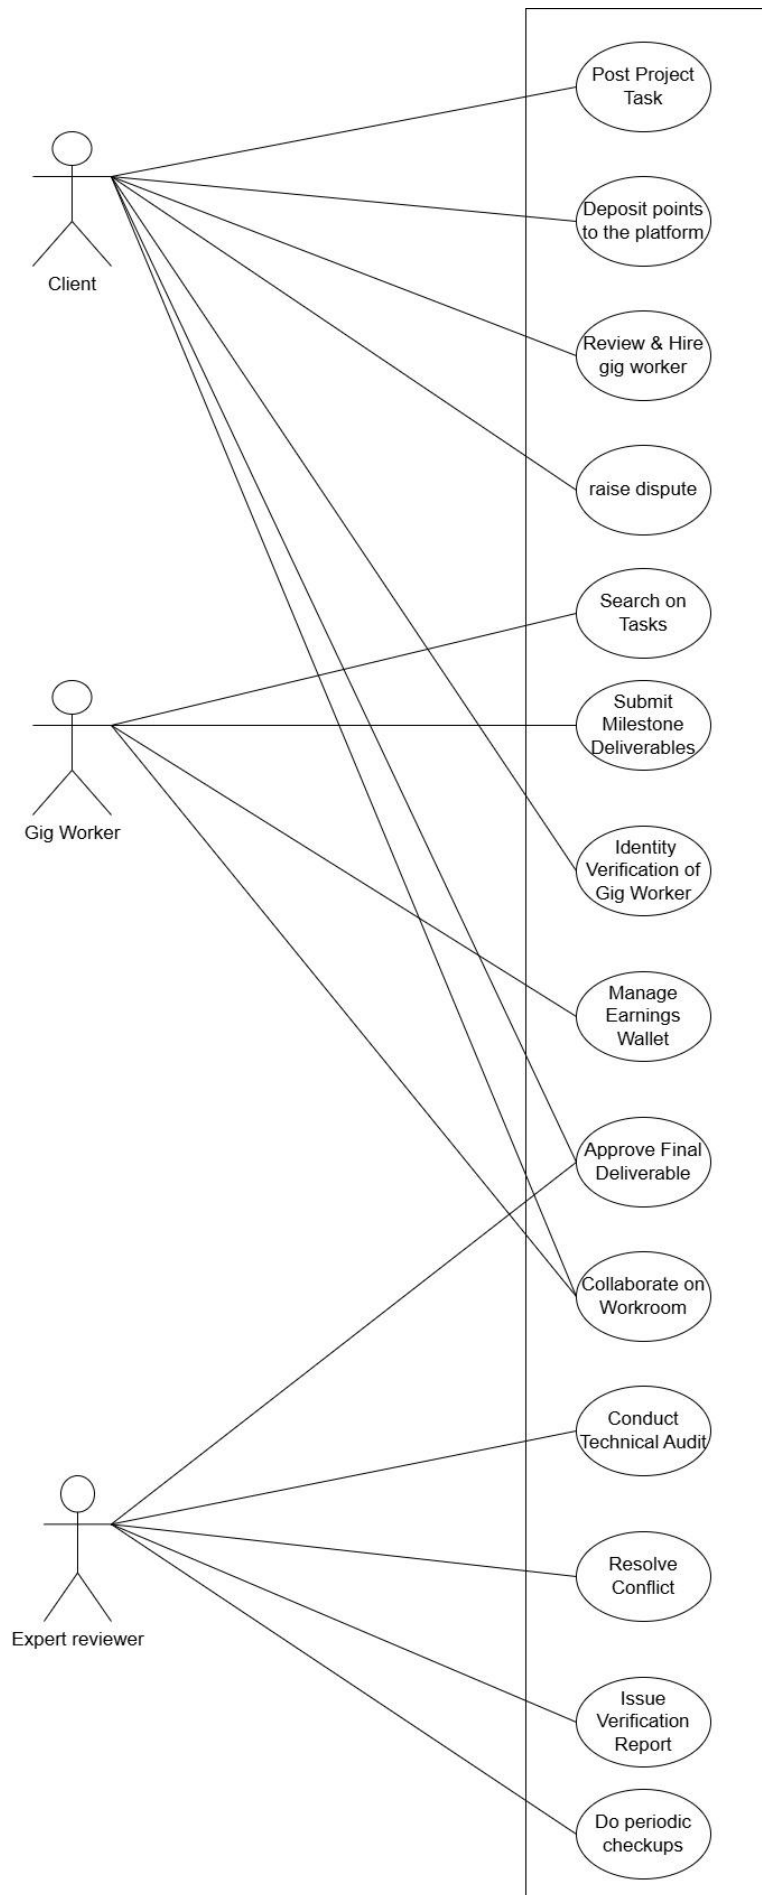 Post Project
Task
Client
Deposit points
to the platform
Review & Hire
gig worker
raise dispute
Search on
Tasks
Gig Worker
Submit
Milestone
Deliverables
Identity
Verification of
Gig Worker
Manage
Earnings
Wallet
Approve Final
Deliverable
Collaborate on
Workroom
Conduct
Technical Audit
Expert reviewer
Resolve
Conflict
Issue
Verification
Report
Do periodic
checkups